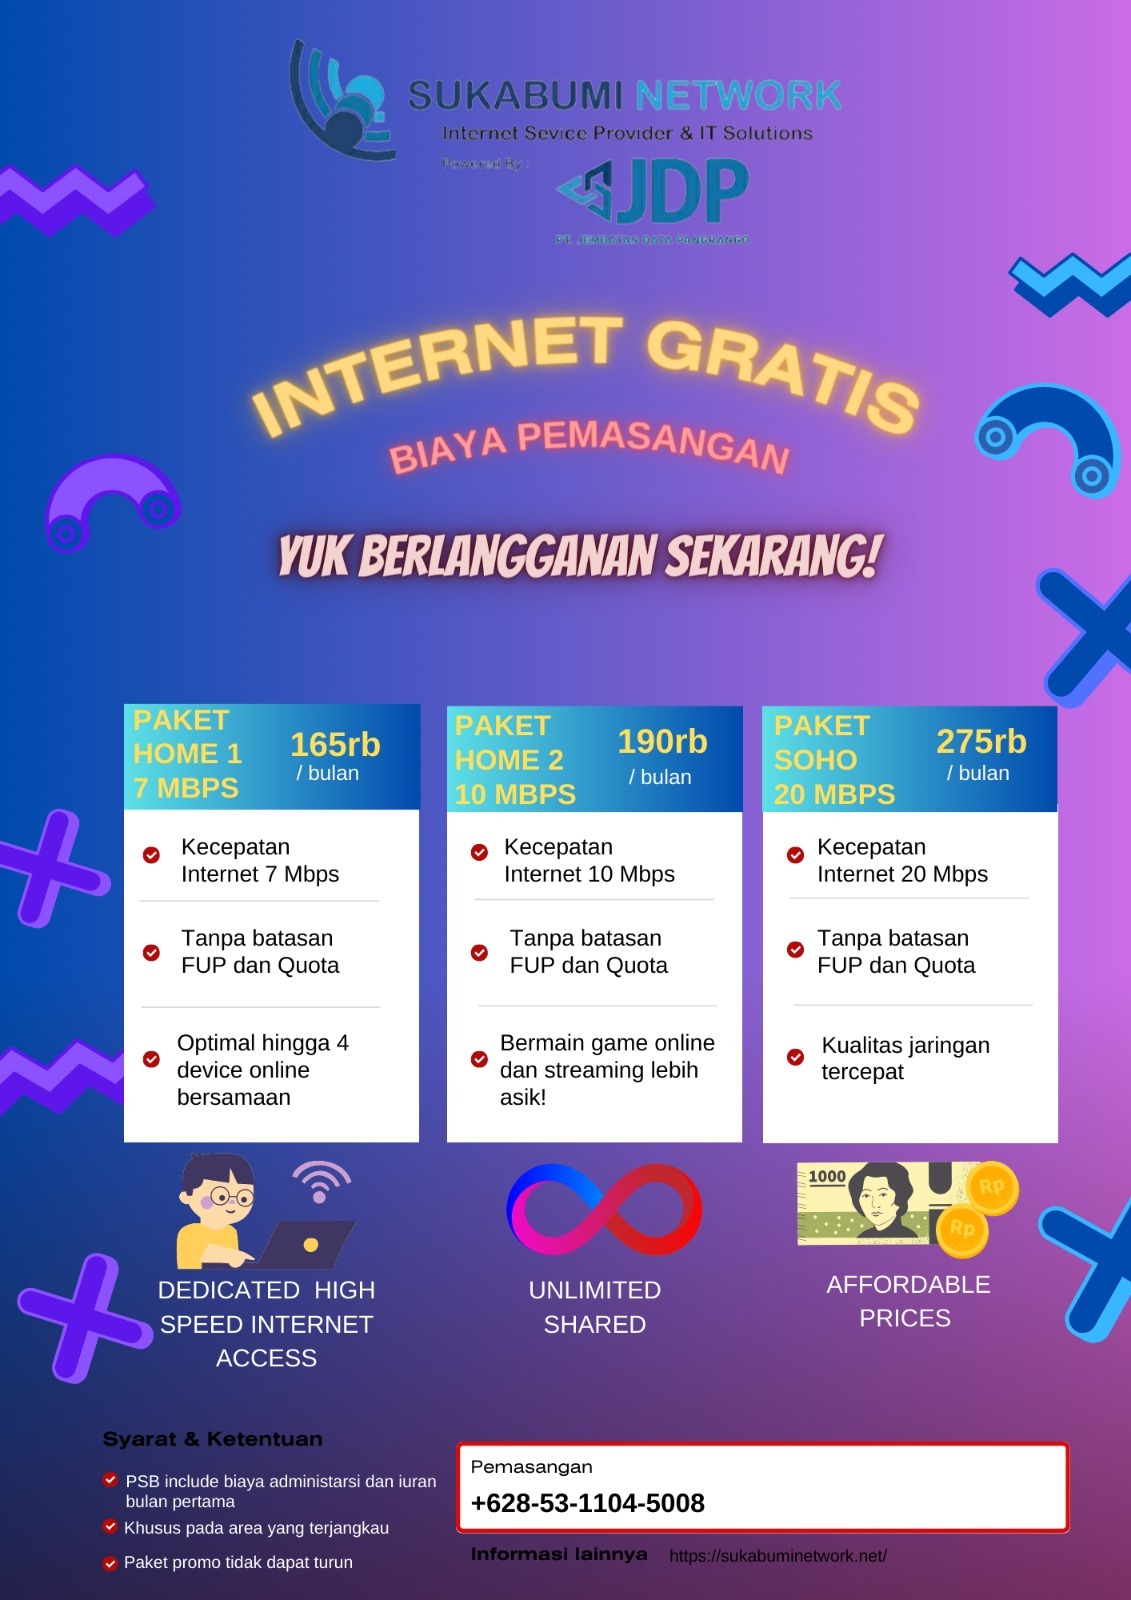 SUKABUMI NETWORK
Internet Sevice Provider & IT Solutions
Powered By :
JDP
PT. JEMBATAN DATA PANGRANGO
INTERNET GRATIS
BIAYA PEMASANGAN
YUK BERLANGGANAN SEKARANG!
PAKET
HOME 1
7 MBPS
165rb
/ bulan
Kecepatan
Internet 7 Mbps
Tanpa batasan
FUP dan Quota
Optimal hingga 4
device online
bersamaan
PAKET
HOME 2
10 MBPS
190rb
/ bulan
Kecepatan
Internet 10 Mbps
Tanpa batasan
FUP dan Quota
Bermain game online
dan streaming lebih
asik!
PAKET
SOHO
20 MBPS
275rb
/ bulan
Kecepatan
Internet 20 Mbps
Tanpa batasan
FUP dan Quota
Kualitas jaringan
tercepat
DEDICATED HIGH
SPEED INTERNET
ACCESS
UNLIMITED
SHARED
1000
Rp
Rp
AFFORDABLE
PRICES
Syarat & Ketentuan
PSB include biaya administarsi dan iuran
bulan pertama
Khusus pada area yang terjangkau
Paket promo tidak dapat turun
Pemasangan
+628-53-1104-5008
Informasi lainnya https://sukabuminetwork.net/